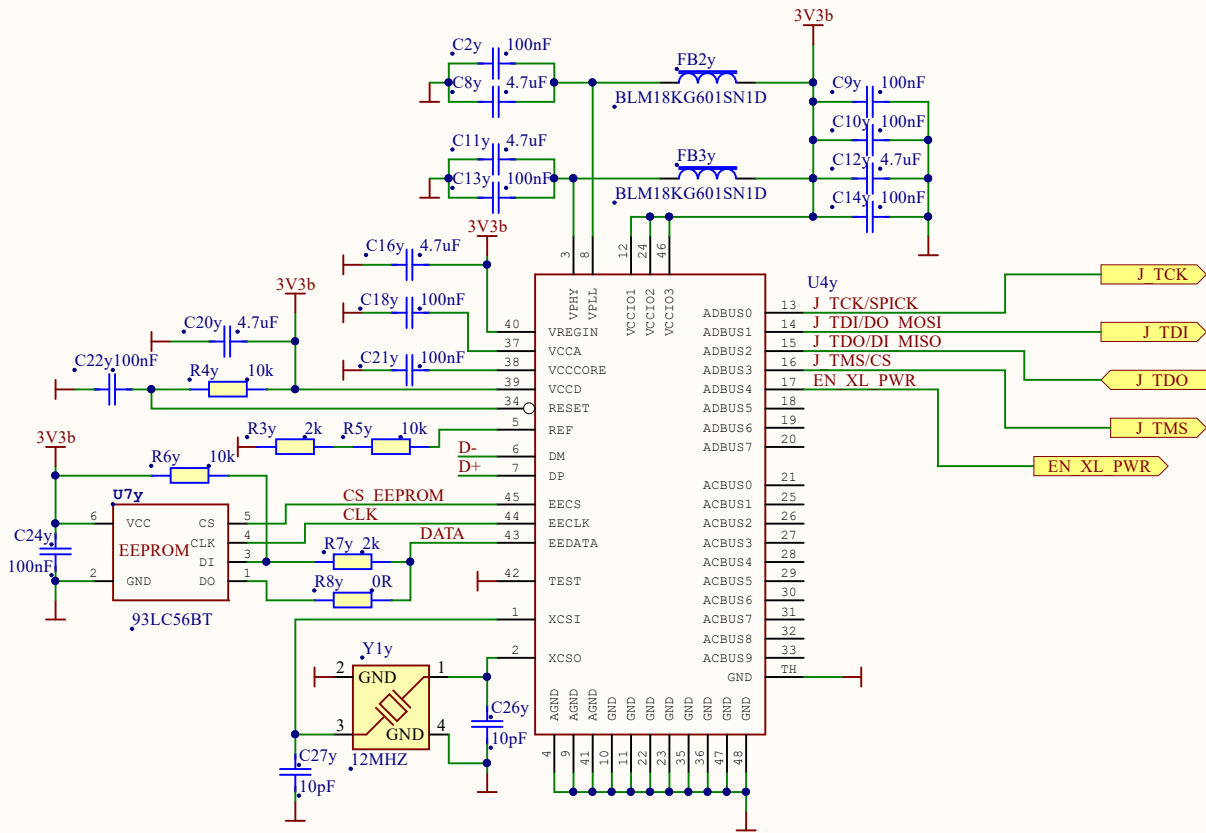 3V3b
C2y 100nF
C8y 4.7uF
FB2y
BLM18KG601SN1D
C9y 100nF
C10y 100nF
C11y 4.7uF
C13y 100nF
FB3y
BLM18KG601SN1D
C12y 4.7uF
C14y 100nF
3V3b
C16y 4.7uF
3 8 12 24 46
VPHY VPLL VCCIO1 VCCIO2 VCCIO3
U4y
3V3b
C18y 100nF
C20y 4.7uF
C21y 100nF
C22y 100nF
R4y 10k
40 VREGIN
37 VCCA
38 VCCCORE
39 VCCD
34 RESET
5 REF
6 DM
7 DP
45 EECS
44 EECLK
43 EEDATA
42 TEST
1 XCSI
2 XCSO
R3y 2k R5y 10k
D-
D+
3V3b
R6y 10k
U7y
6 VCC CS 5
CLK 4
EEPROM
DI 3
2 GND DO 1
93LC56BT
C24y
100nF
CS_EEPROM
CLK
DATA
R7y 2k
R8y 0R
Y1y
2 GND 1
3 GND 4
12MHZ
C26y
10pF
C27y
10pF
ADBUS0 13 J_TCK/SPICK J_TCK
ADBUS1 14 J_TDI/DO_MOSI J_TDI
ADBUS2 15 J_TDO/DI_MISO J_TDO
ADBUS3 16 J_TMS/CS J_TMS
ADBUS4 17 EN_XL_PWR EN_XL_PWR
ADBUS5 18
ADBUS6 19
ADBUS7 20
ACBUS0 21
ACBUS1 25
ACBUS2 26
ACBUS3 27
ACBUS4 28
ACBUS5 29
ACBUS6 30
ACBUS7 31
ACBUS8 32
ACBUS9 33
GND TH
AGND AGND AGND GND GND GND GND GND GND GND GND
4 9 41 10 11 22 23 35 36 47 48